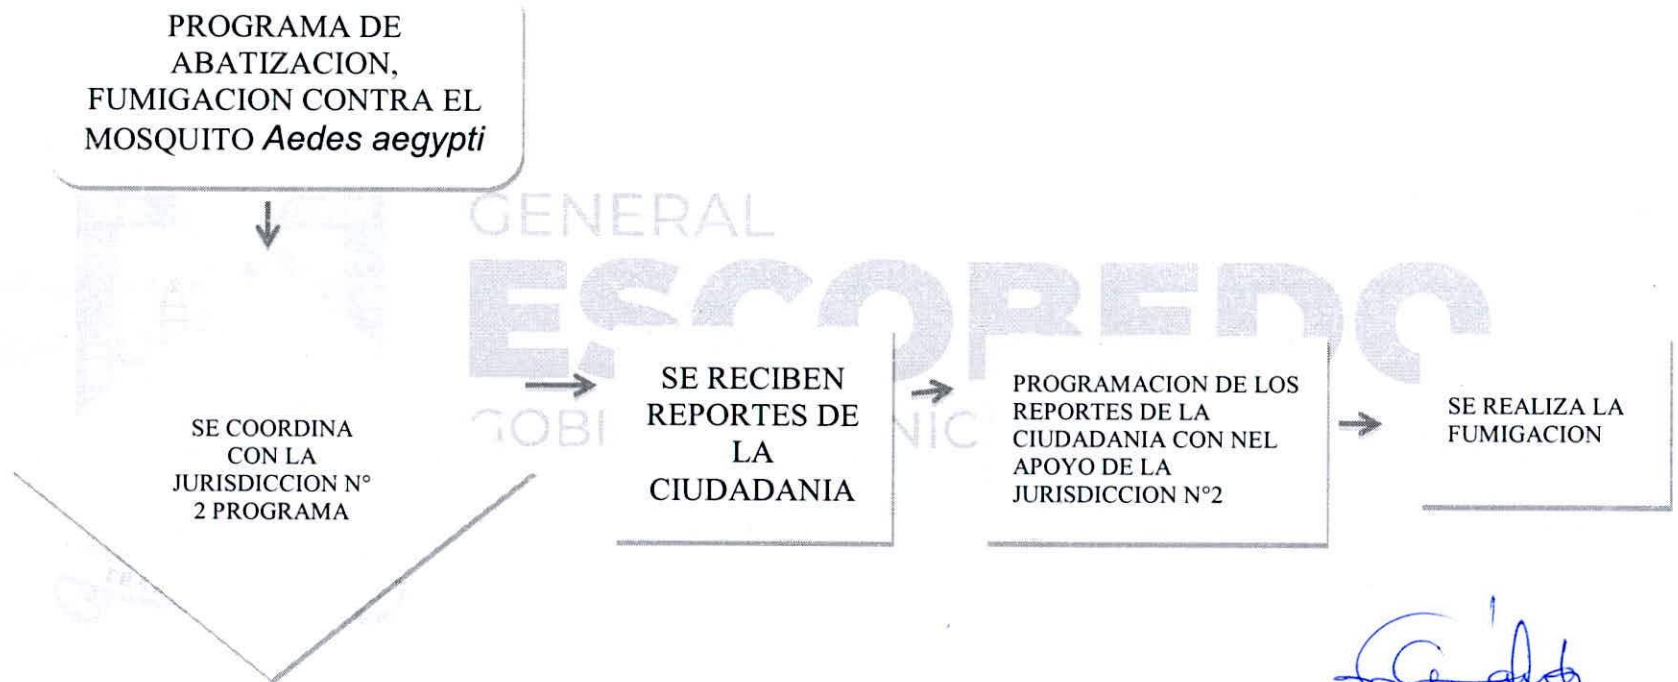 PROGRAMA DE
ABATIZACION,
FUMIGACION CONTRA EL
MOSQUITO Aedes aegypti
GENERAL
ESCOBEDO
SE COORDINA
CON LA
JURISDICCION N°
2 PROGRAMA
SE RECIBEN
REPORTES DE
LA
CIUDADANIA
PROGRAMACION DE LOS
REPORTES DE LA
CIUDADANIA CON NEL
APOYO DE LA
JURISDICCION N°2
SE REALIZA LA
FUMIGACION